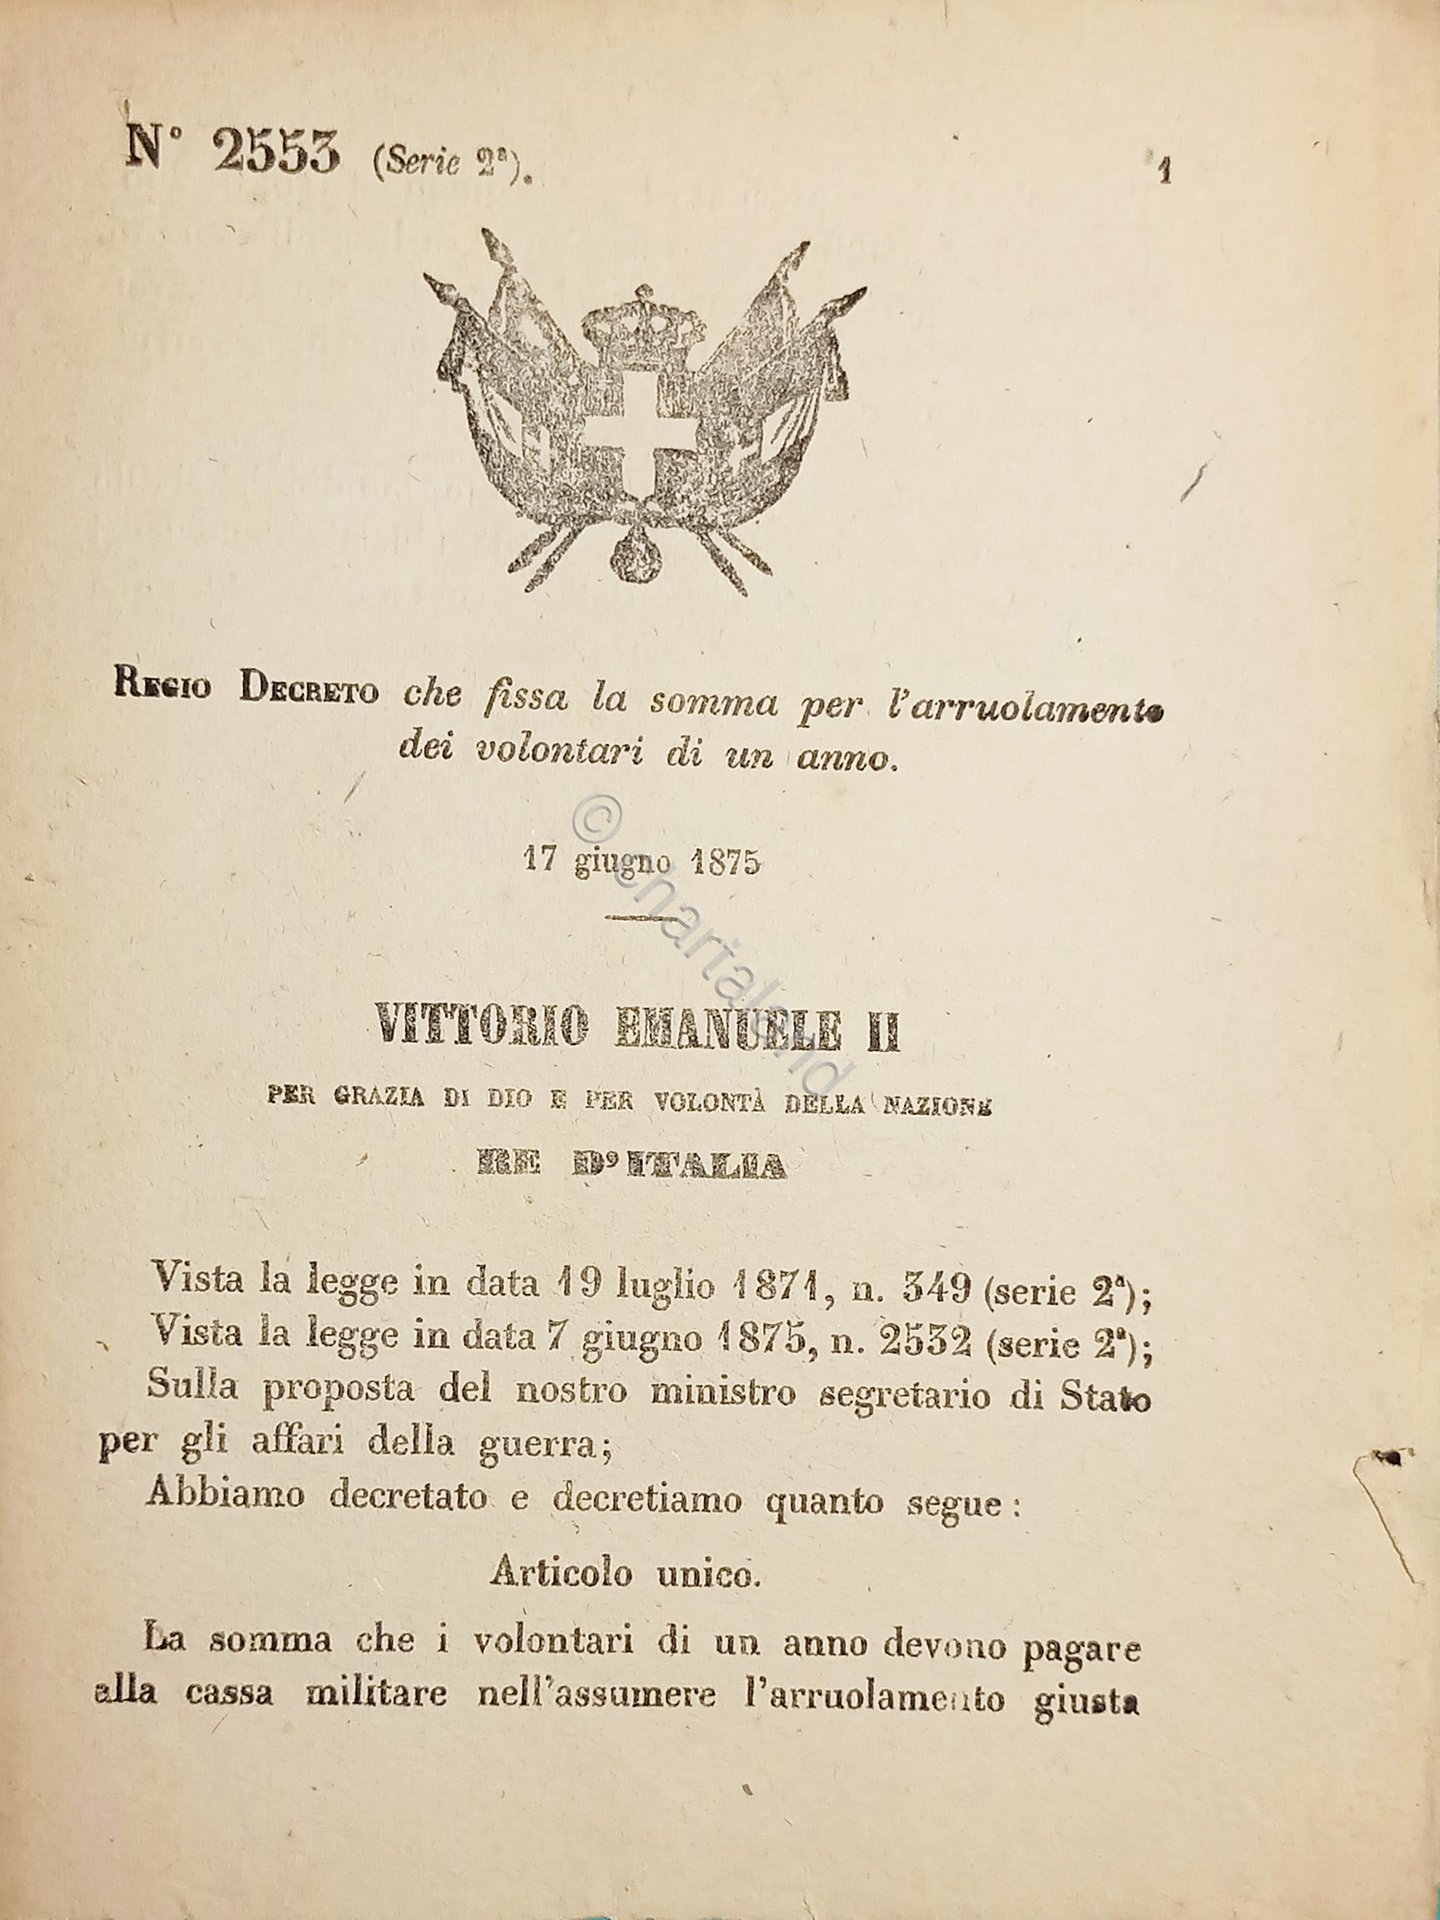 N° 2553 (Serie 2ª).
1
REGIO DECRETO che fissa la somma per l'arruolamento
dei volontari di un anno.
17 giugno 1875
© chartaland
VITTORIO EMANUELE II
PER GRAZIA DI DIO E PER VOLONTÀ DELLA NAZIONE
RE D'ITALIA
Vista la legge in data 19 luglio 1871, n. 349 (serie 2ª);
Vista la legge in data 7 giugno 1875, n. 2532 (serie 2ª);
Sulla proposta del nostro ministro segretario di Stato
per gli affari della guerra;
Abbiamo decretato e decretiamo quanto segue:
Articolo unico.
La somma che i volontari di un anno devono pagare
alla cassa militare nell'assumere l'arruolamento giusta